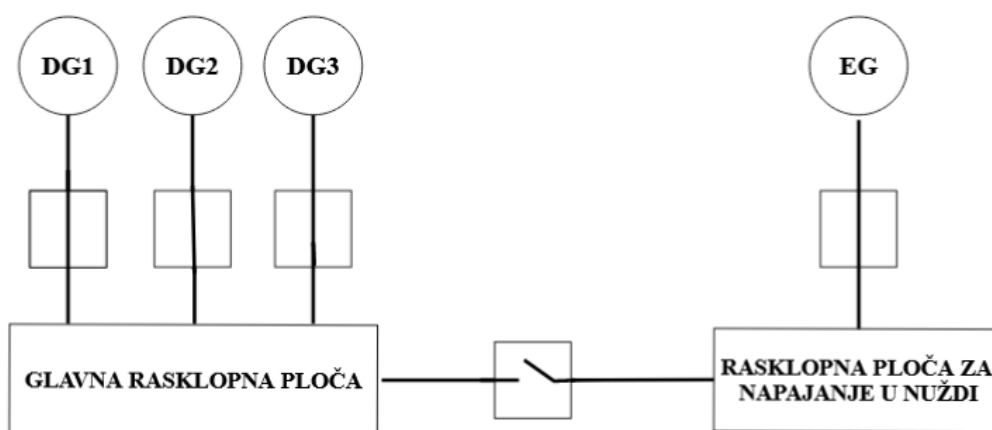 DG1
DG2
DG3
EG
GLAVNA RASKLOPNA PLOČA
RASKLOPNA PLOČA ZA
NAPAJANJE U NUŽDI